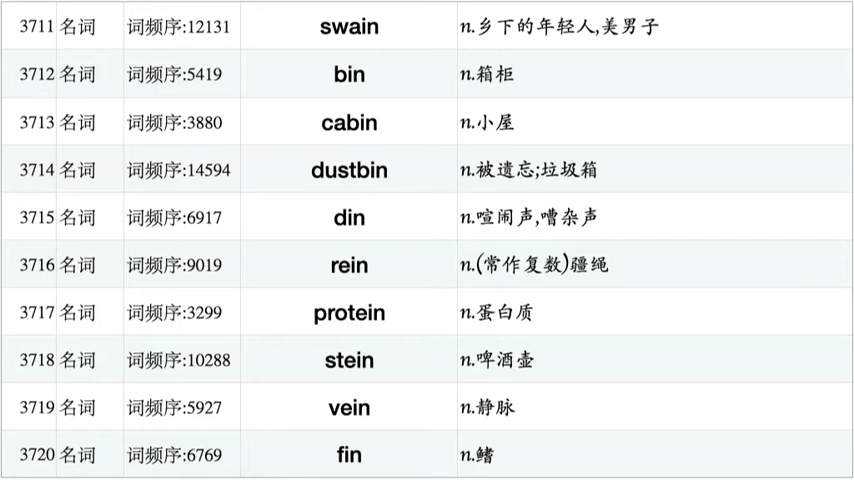 3711 名词 词频序:12131 swain n.乡下的年轻人,美男子
3712 名词 词频序:5419 bin n.箱柜
3713 名词 词频序:3880 cabin n.小屋
3714 名词 词频序:14594 dustbin n.被遗忘;垃圾箱
3715 名词 词频序:6917 din n.喧闹声,嘈杂声
3716 名词 词频序:9019 rein n.(常作复数)疆绳
3717 名词 词频序:3299 protein n.蛋白质
3718 名词 词频序:10288 stein n.啤酒壶
3719 名词 词频序:5927 vein n.静脉
3720 名词 词频序:6769 fin n.鳍